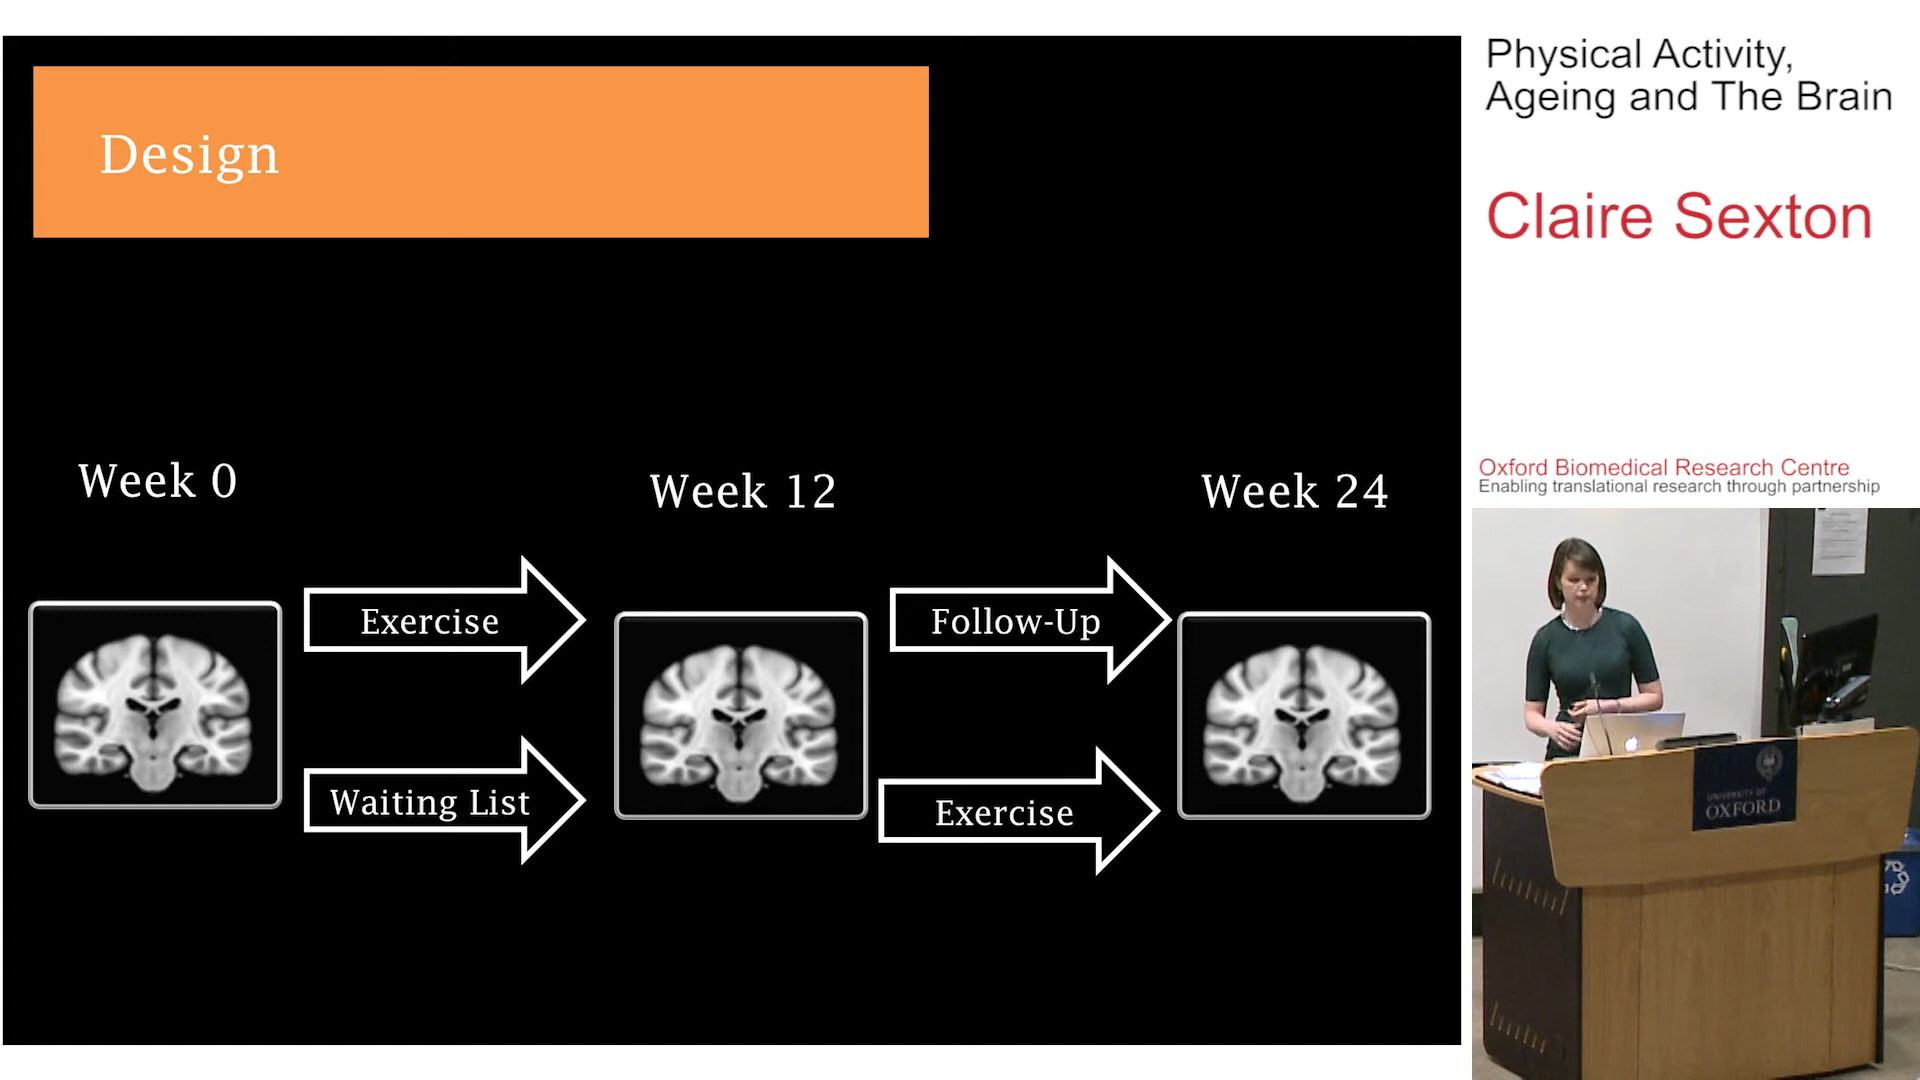 Design
Week 0
Week 12
Week 24
Exercise
Follow-Up
Waiting List
Exercise
Physical Activity,
Ageing and The Brain
Claire Sexton
Oxford Biomedical Research Centre
Enabling translational research through partnership
UNIVERSITY OF
OXFORD